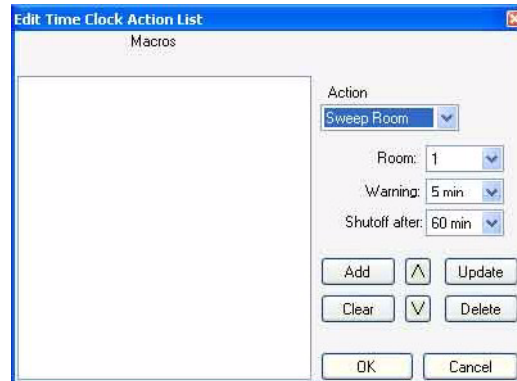 Edit Time Clock Action List
Macros
Action
Sweep Room
Room: 1
Warning: 5 min
Shutoff after: 60 min
Add Update
Clear Delete
OK Cancel